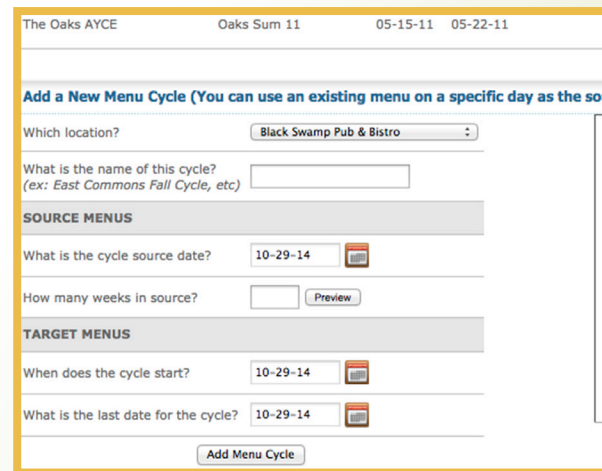 The Oaks AYCE Oaks Sum 11 05-15-11 05-22-11
Add a New Menu Cycle (You can use an existing menu on a specific day as the so
Which location? Black Swamp Pub & Bistro
What is the name of this cycle?
(ex: East Commons Fall Cycle, etc)
SOURCE MENUS
What is the cycle source date? 10-29-14
How many weeks in source? Preview
TARGET MENUS
When does the cycle start? 10-29-14
What is the last date for the cycle? 10-29-14
Add Menu Cycle